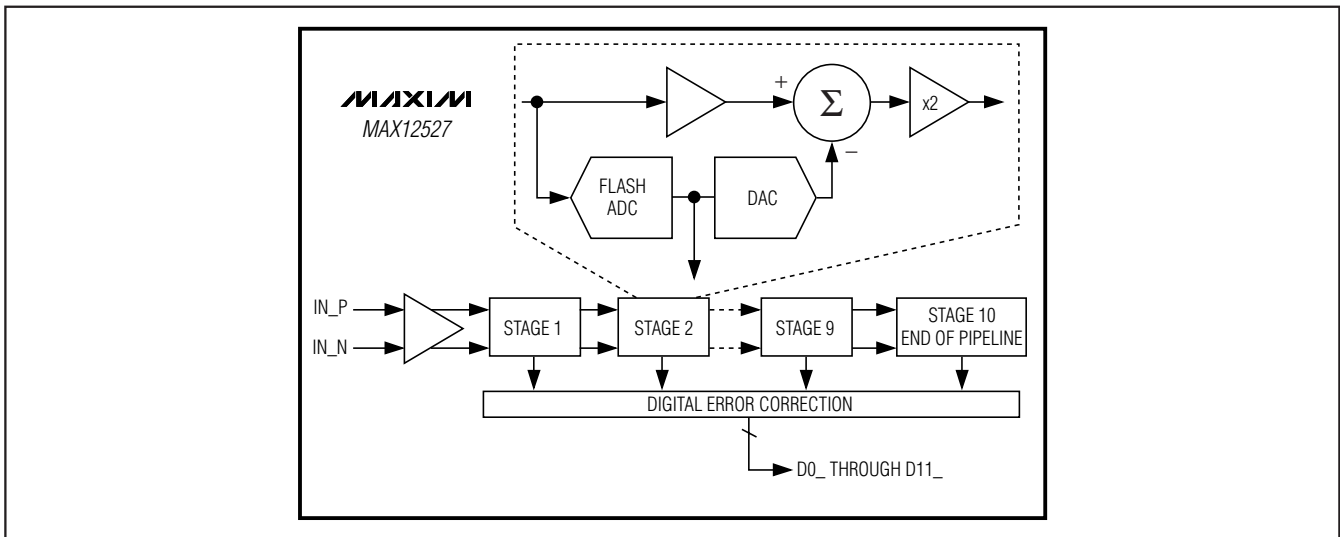 MAXIM
MAX12527
+
Σ
x2
−
FLASH
ADC
DAC
IN_P
IN_N
STAGE 1
STAGE 2
STAGE 9
STAGE 10
END OF PIPELINE
DIGITAL ERROR CORRECTION
D0_ THROUGH D11_